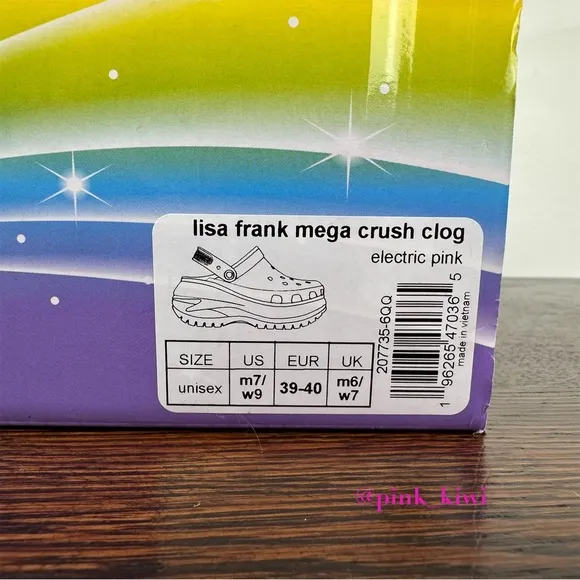 lisa frank mega crush clog
electric pink
SIZE US EUR UK
unisex m7/ w9 39-40 m6/ w7
207735-6QQ
1 96265 47036 5
made in vietnam
@pink_kiwi